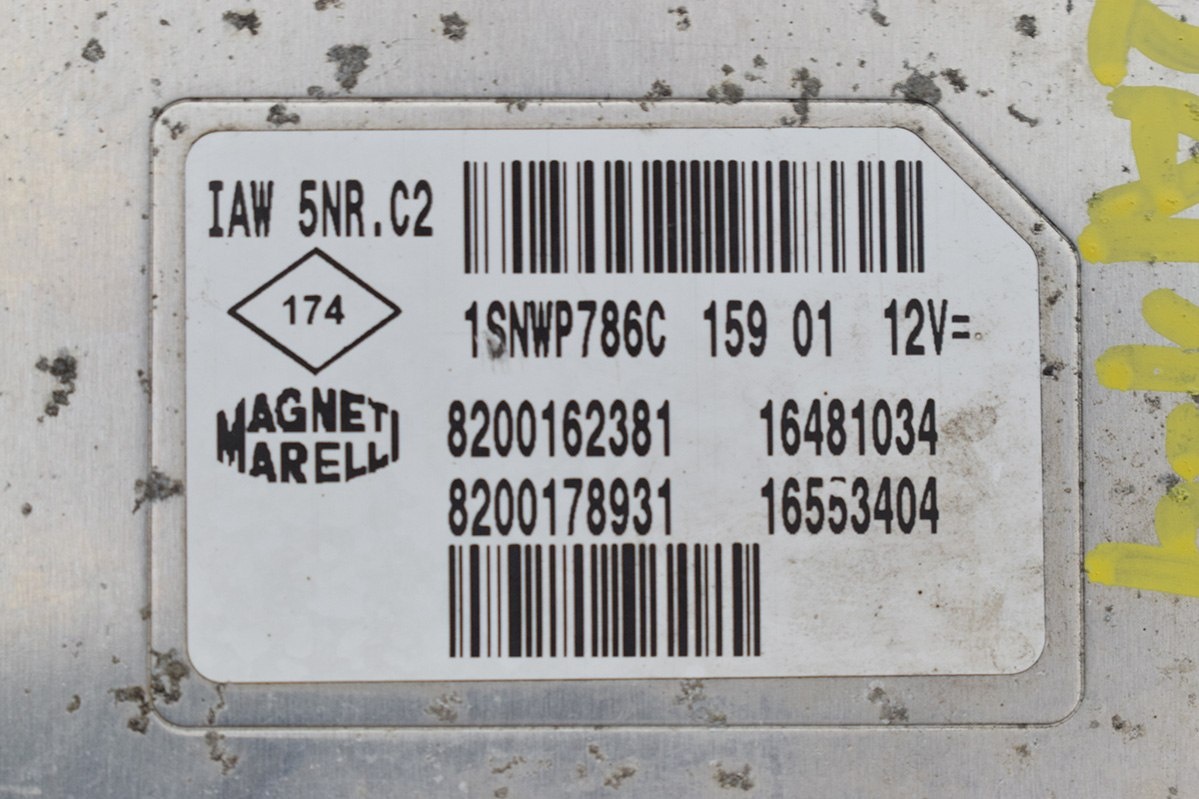 IAW 5NR.C2
174
MAGNETI
MARELLI
1SNWP786C 159 01 12V=
8200162381 16481034
8200178931 16553404